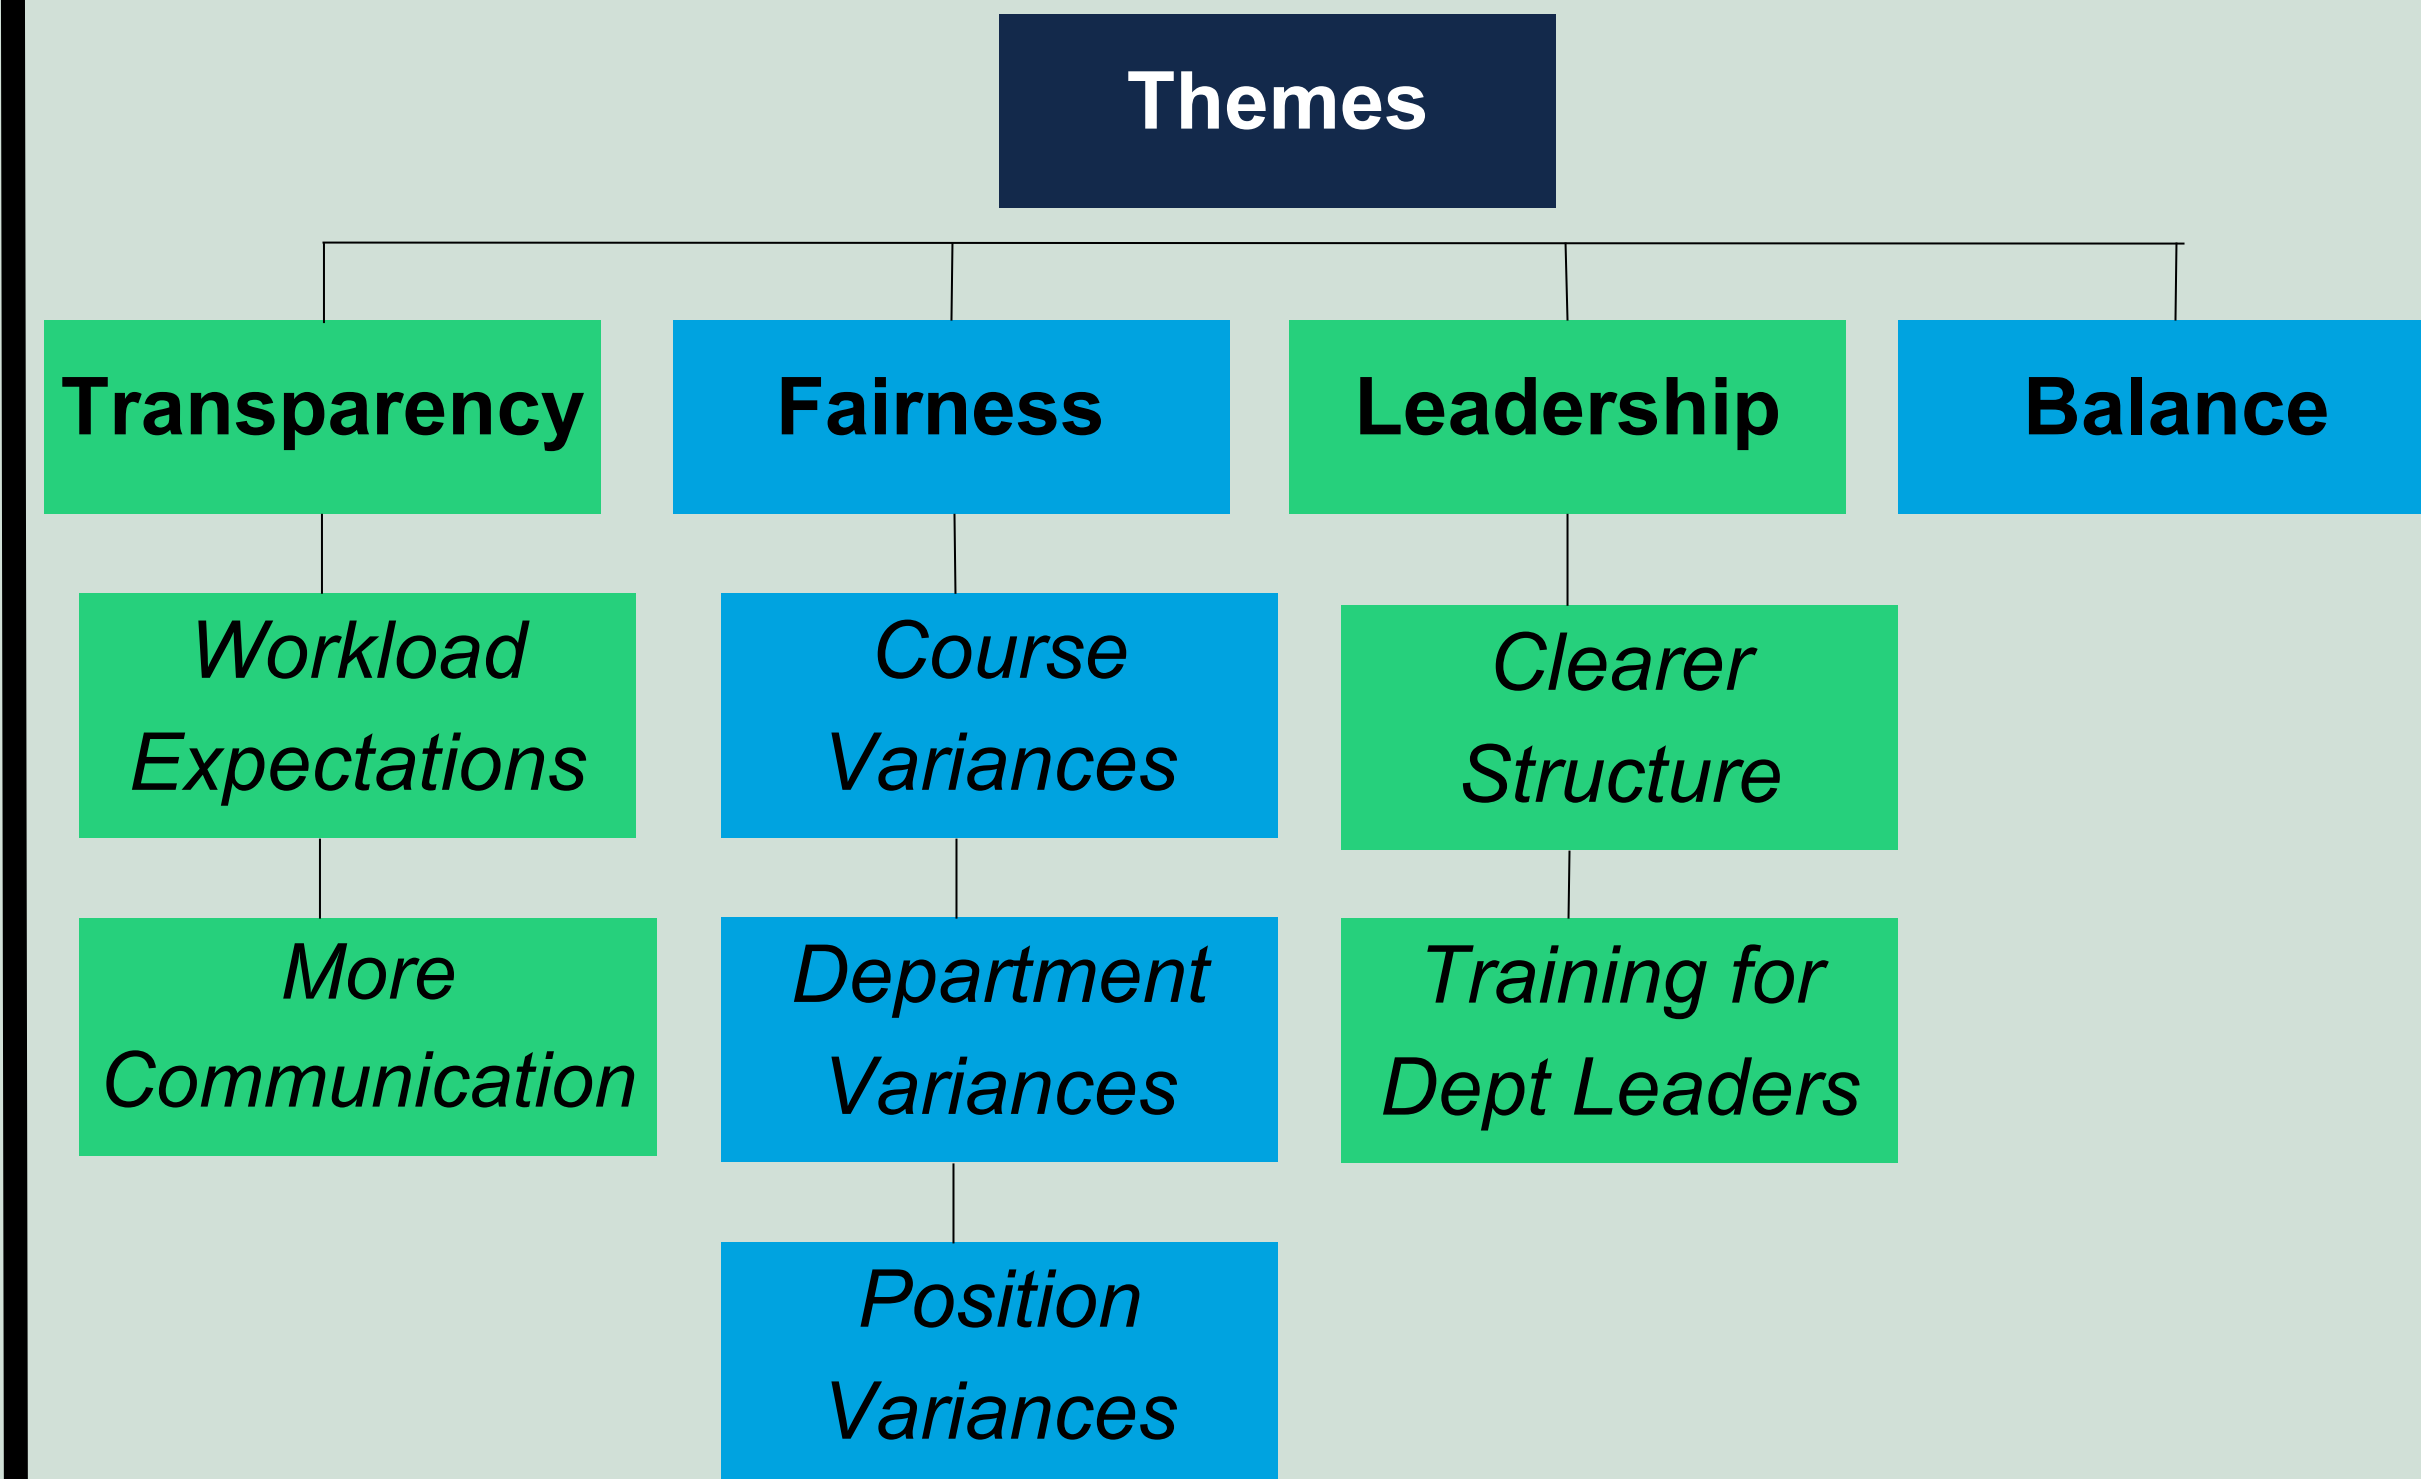 Themes
Transparency
Fairness
Leadership
Balance
Workload
Expectations
More
Communication
Course
Variances
Department
Variances
Position
Variances
Clearer
Structure
Training for
Dept Leaders